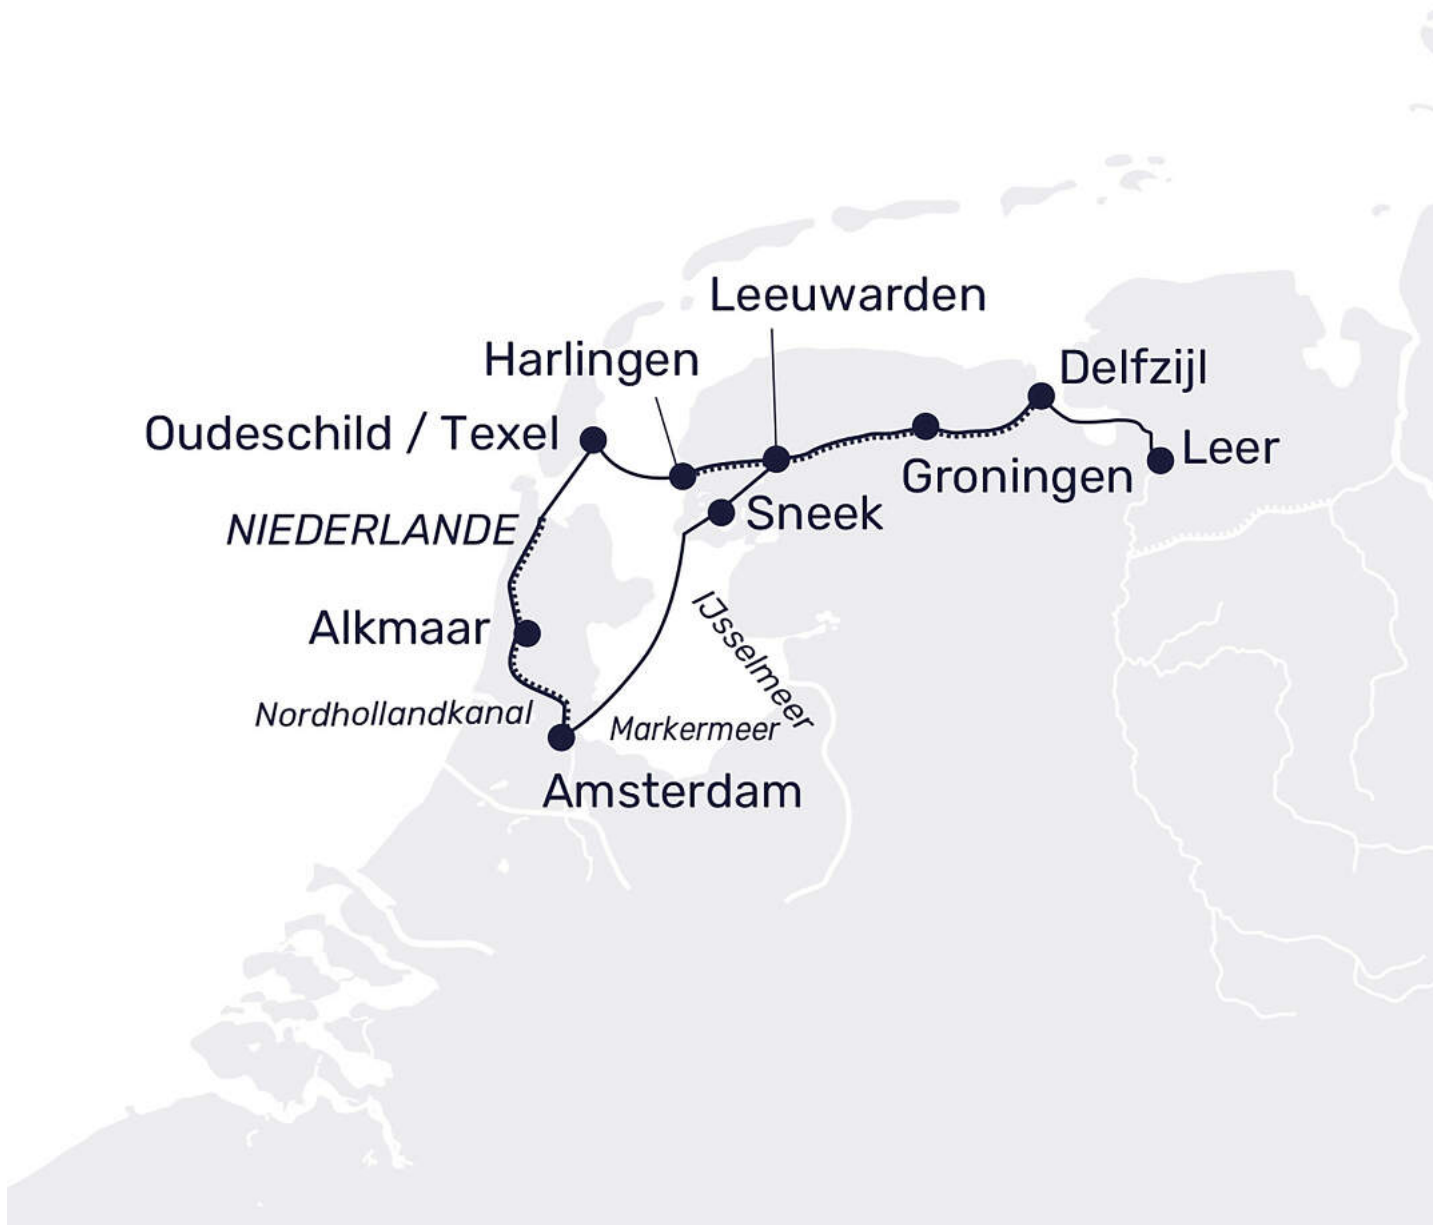 Leeuwarden
Harlingen
Delfzijl
Oudeschild / Texel
Leer
Groningen
Sneek
NIEDERLANDE
Alkmaar
IJsselmeer
Nordhollandkanal
Markermeer
Amsterdam